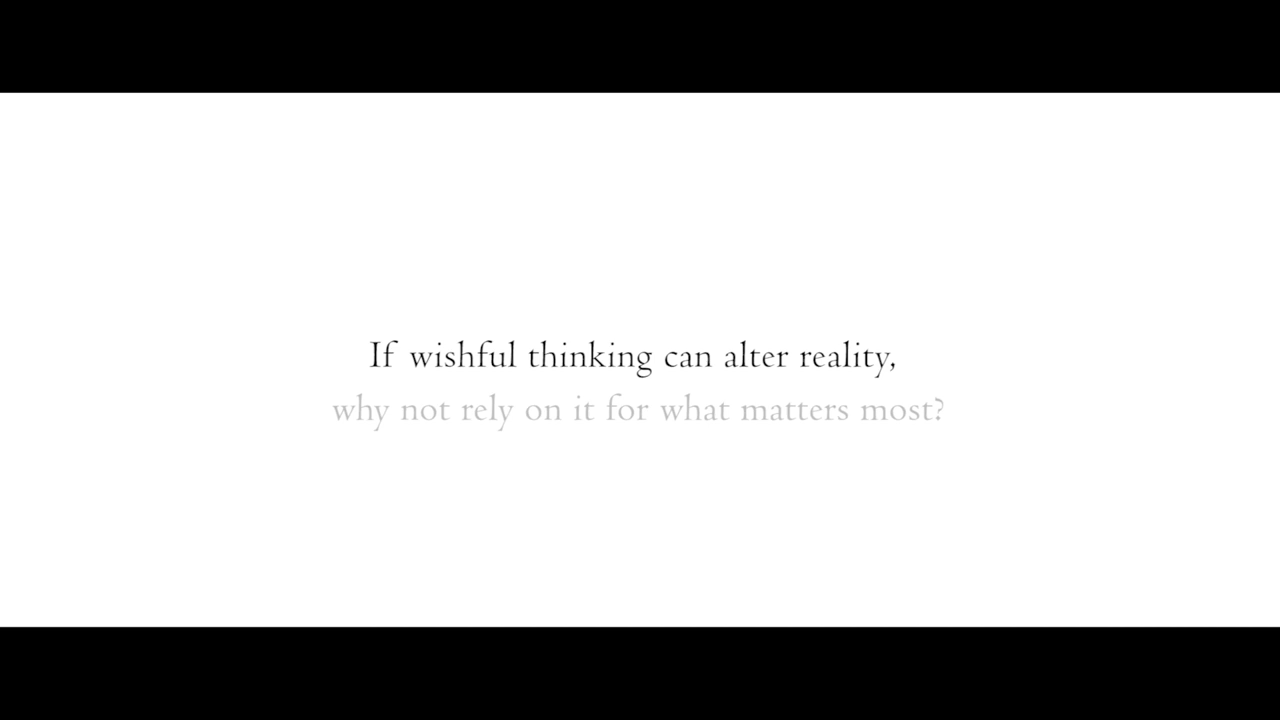 If wishful thinking can alter reality,
why not rely on it for what matters most?